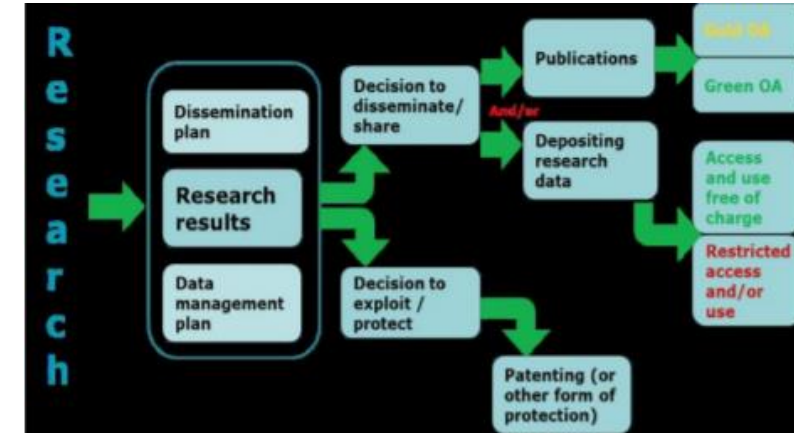 Research
Dissemination
plan
Research
results
Data
management
plan
Decision to
disseminate/
share
Decision to
exploit /
protect
And/or
Publications
Depositing
research
data
Patenting (or
other form of
protection)
Gold OA
Green OA
Access
and use
free of
charge
Restricted
access
and/or
use